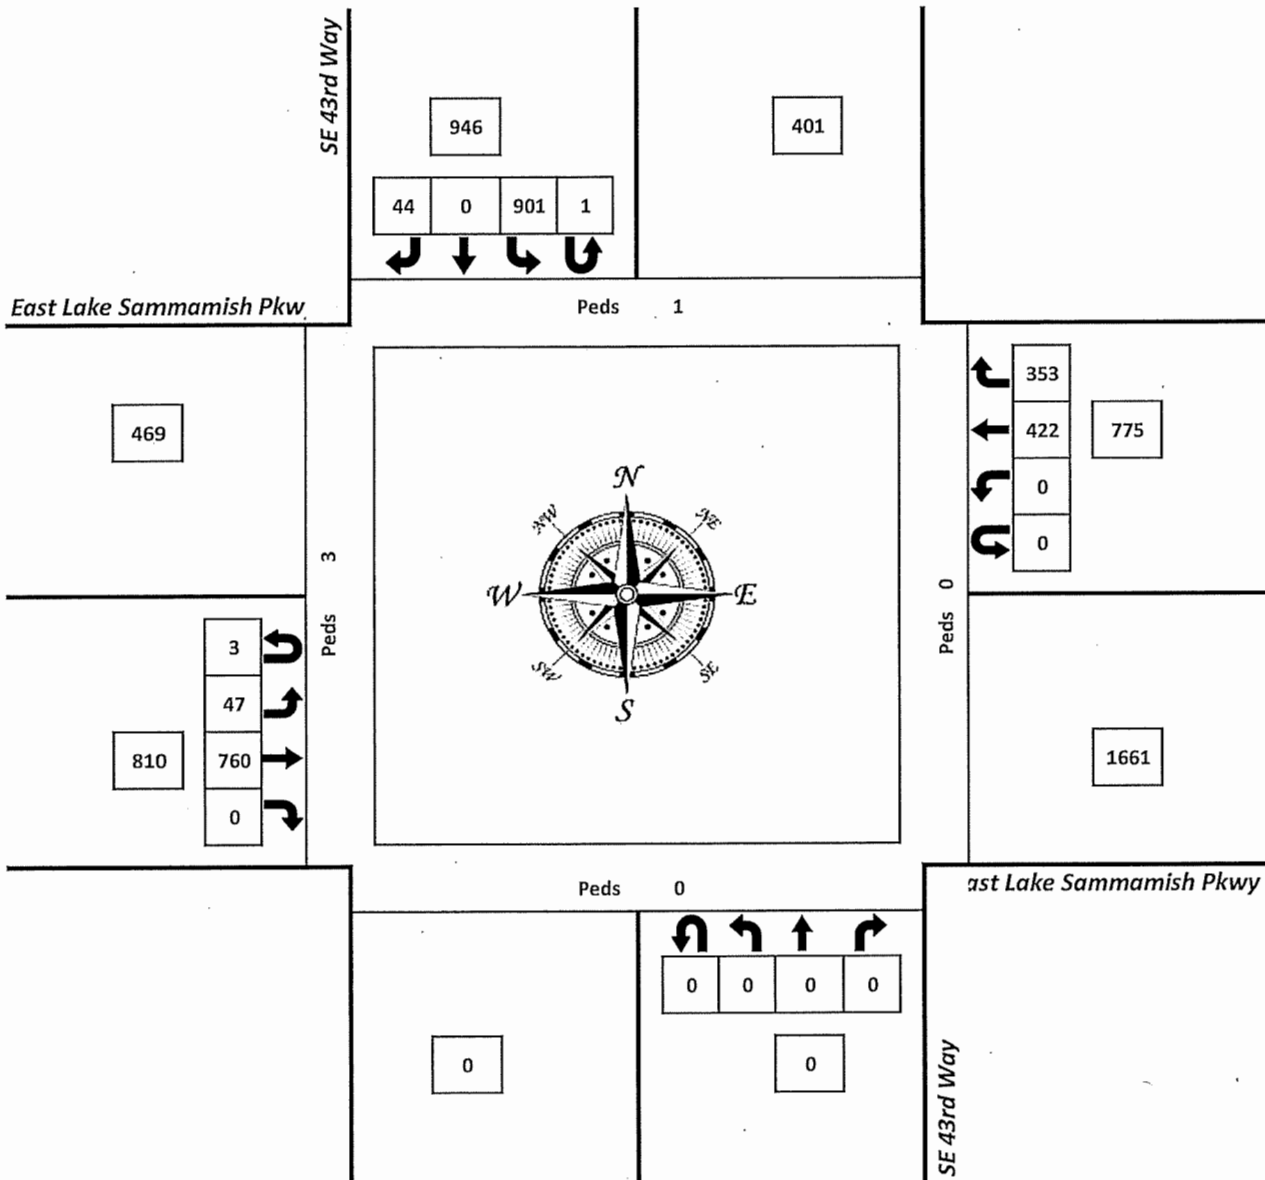 SE 43rd Way
946
401
44 0 901 1
East Lake Sammamish Pkw
Peds 1
353
469
422 775
0
0
N
NW NE
W E
SW SE
S
3
Peds
0
Peds
3
47
810 760
0
1661
Peds 0
ast Lake Sammamish Pkwy
0 0 0 0
0
0
SE 43rd Way